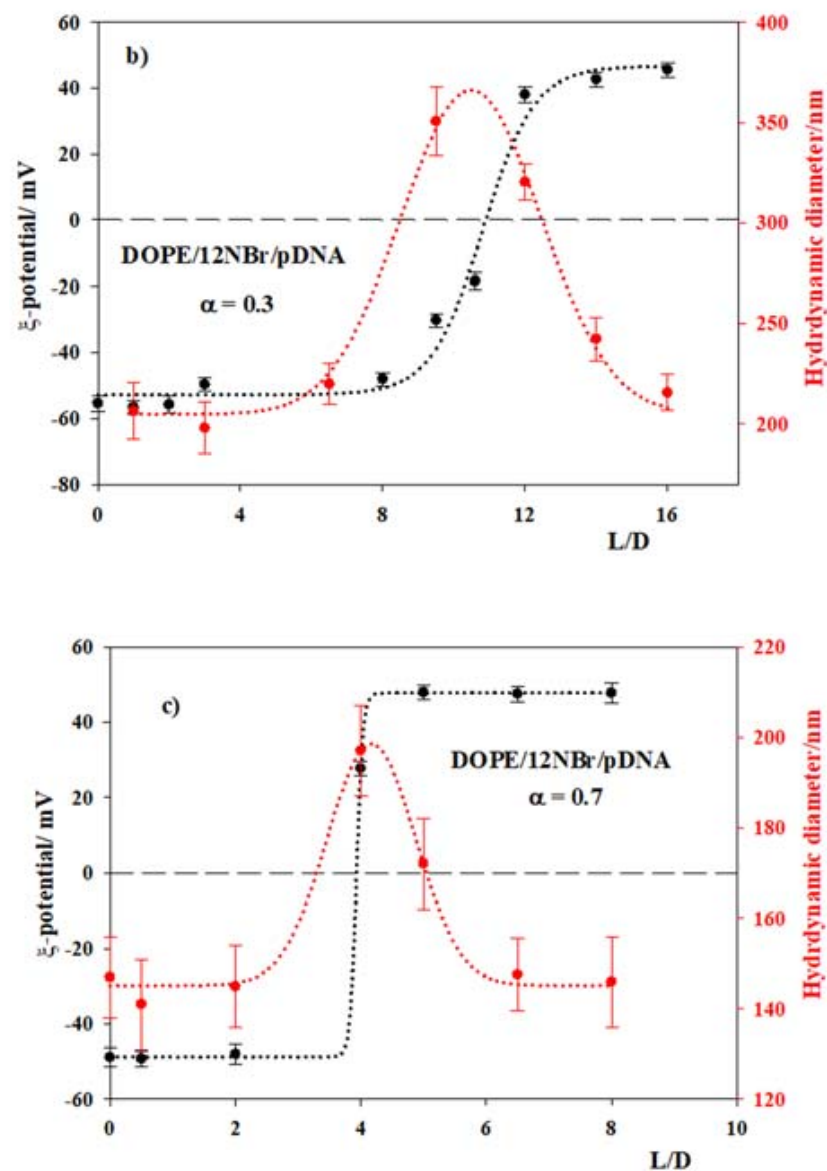 b)
60
40
20
0
-20
-40
-60
-80
ξ-potential/ mV
400
350
300
250
200
Hydrdynamic diameter/nm
DOPE/12NBr/pDNA
α = 0.3
0 4 8 12 16
L/D
c)
60
40
20
0
-20
-40
-60
ξ-potential/ mV
220
200
180
160
140
120
Hydrdynamic diameter/nm
DOPE/12NBr/pDNA
α = 0.7
0 2 4 6 8 10
L/D